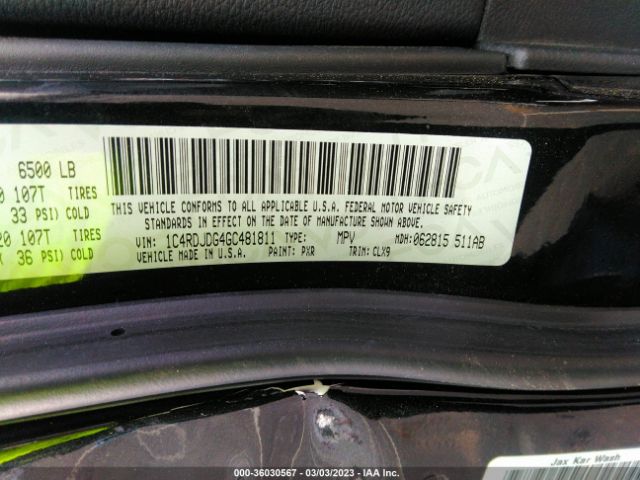 6500 LB
107T TIRES
33 PSI) COLD
20 107T TIRES
36 PSI) COLD
THIS VEHICLE CONFORMS TO ALL APPLICABLE U.S.A. FEDERAL MOTOR VEHICLE SAFETY
STANDARDS IN EFFECT ON THE DATE OF MANUFACTURE SHOWN ABOVE.
VIN: 1C4RDJDG4GC481811 TYPE: MPV MDH: 062815 511AB
VEHICLE MADE IN U.S.A. PAINT: PXR TRIM: CLX9
Jax Kar Wash
© - 36030567 - 03/03/2023 - IAA Inc.